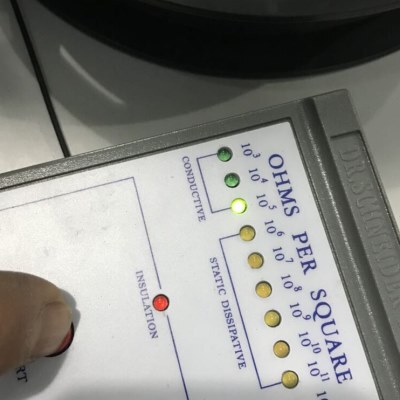 OHMS PER SQUARE
10³
10⁴
10⁵
10⁶
10⁷
10⁸
10⁹
10¹⁰
10¹¹
CONDUCTIVE
STATIC DISSIPATIVE
INSULATION